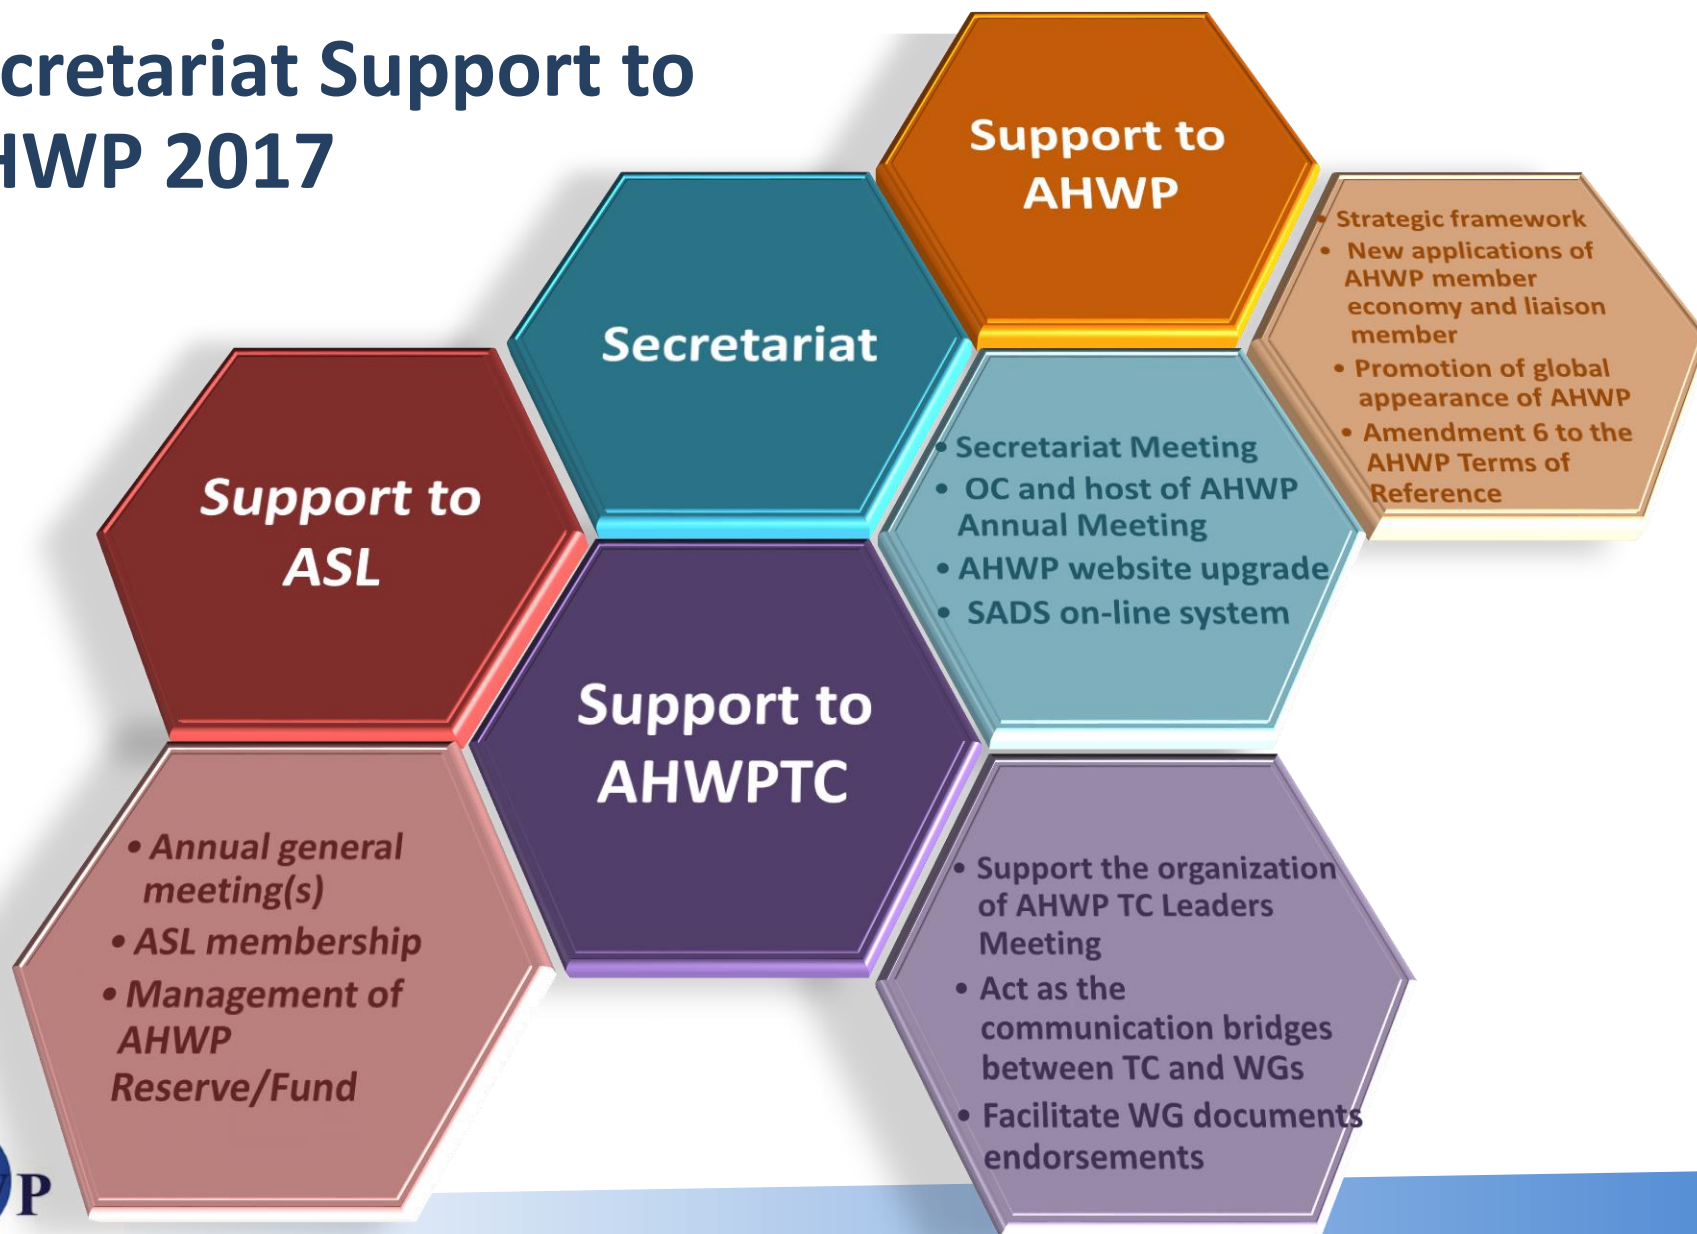 cretariat Support to
HWP 2017
Support to
AHWP
• Strategic framework
• New applications of
AHWP member
economy and liaison
member
• Promotion of global
appearance of AHWP
• Amendment 6 to the
AHWP Terms of
Reference
Secretariat
• Secretariat Meeting
• OC and host of AHWP
Annual Meeting
• AHWP website upgrade
• SADS on-line system
Support to
ASL
• Annual general
meeting(s)
• ASL membership
• Management of
AHWP
Reserve/Fund
Support to
AHWPTC
• Support the organization
of AHWP TC Leaders
Meeting
• Act as the
communication bridges
between TC and WGs
• Facilitate WG documents
endorsements
P